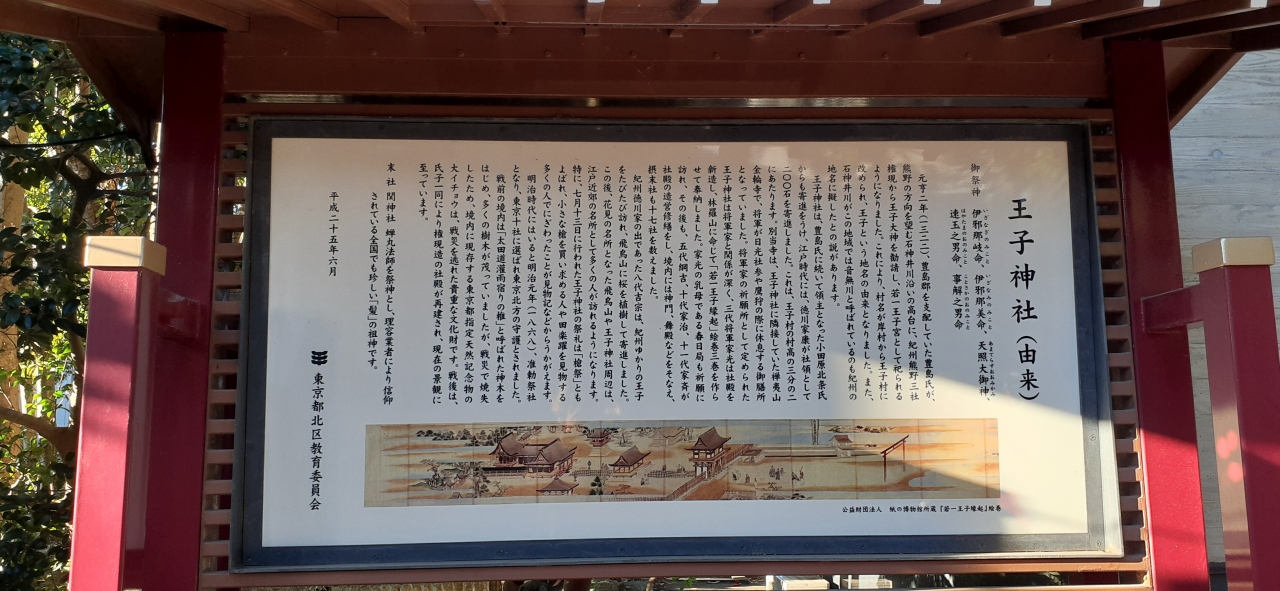 王子神社（由来）
御祭神　伊邪那岐命、伊邪那美命、天照大御神、
速玉之男命、事解之男命
元亨二年（一三二二）、豊島郡を支配していた豊島氏が、
熊野の方向を望む石神井川沿いの高台に紀州熊野三社
権現から王子大神を勧請し、若一王子宮として祀られる
ようになりました。これにより、村名が岸村から王子村に
改められ、王子という地名の由来となりました。また、
石神井川がこの地域では音無川と呼ばれているのも紀州の
地名に擬したとの説があります。
王子神社は、豊島氏に続いて領主となった小田原北条氏
からも寄進をうけ、江戸時代には、徳川家康が社領として
二〇〇石を寄進しました。これは、王子村の村高の三分の二
にあたります。別当寺は、王子神社に隣接していた禅夷山
金輪寺で、将軍が日光社参や鷹狩の際に休息する御膳所
となっていました。将軍家の祈願所として定められた
王子神社は将軍家と関係が深く、三代将軍家光は社殿を
新造し、林羅山に命じて「若一王子縁起」絵巻三巻を作ら
せて奉納しました。家光の乳母である春日局も祈願に
訪れ、その後も、五代綱吉、十代家治、十一代家斉が
社殿の造営修繕をし、境内には神門、舞殿などをそなえ、
摂末社も十七社を数えました。
紀州徳川家の出であった八代吉宗は、紀州ゆかりの王子
をたびたび訪れ、飛鳥山に桜を植樹して寄進しました。
この後、花見の名所となった飛鳥山や王子神社周辺は、
江戸近郊の名所として多くの人が訪れるようになります。
特に、七月十三日に行われた王子神社の祭礼は「槍祭」とも
よばれ、小さな槍を買い求める人や田楽躍を見物する
多くの人でにぎわったことが見物記などからうかがえます。
明治時代にはいると明治元年（一八六八）、准勅祭社
となり、東京十社に選ばれ東京北方の守護とされました。
戦前の境内は「太田道灌雨宿りの椎」と呼ばれた神木を
はじめ、多くの樹木が茂っていましたが、戦災で焼失
したため、境内に現存する東京都指定天然記念物の
大イチョウは、戦災を逃れた貴重な文化財です。戦後は、
氏子一同により権現造の社殿が再建され、現在の景観に
至っています。
末社　関神社　蝉丸法師を祭神とし、理容業者により信仰
されている全国でも珍しい「髪」の祖神です。
平成二十五年六月
東京都北区教育委員会
公益財団法人　紙の博物館所蔵『若一王子縁起』絵巻